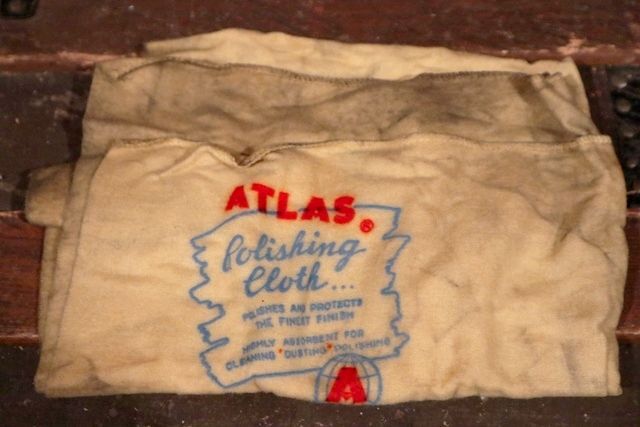 ATLAS®
Polishing
Cloth...
POLISHES AND PROTECTS
THE FINEST FINISH
HIGHLY ABSORBENT FOR
CLEANING * DUSTING * POLISHING
A